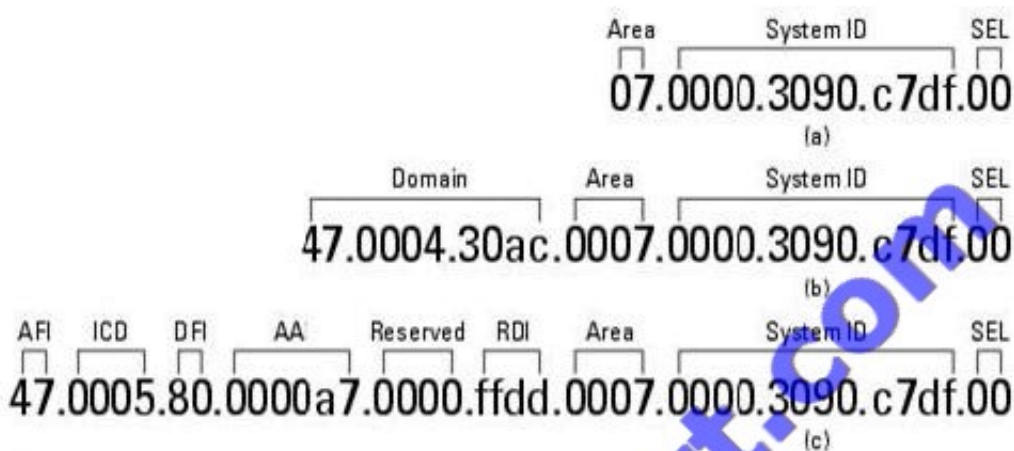 Area System ID SEL
07.0000.3090.c7df.00
(a)
Domain Area System ID SEL
47.0004.30ac.0007.0000.3090.c7df.00
(b)
AFI ICD DFI AA Reserved RDI Area System ID SEL
47.0005.80.0000a7.0000.ffdd.0007.0000.3090.c7df.00
(c)
t.com